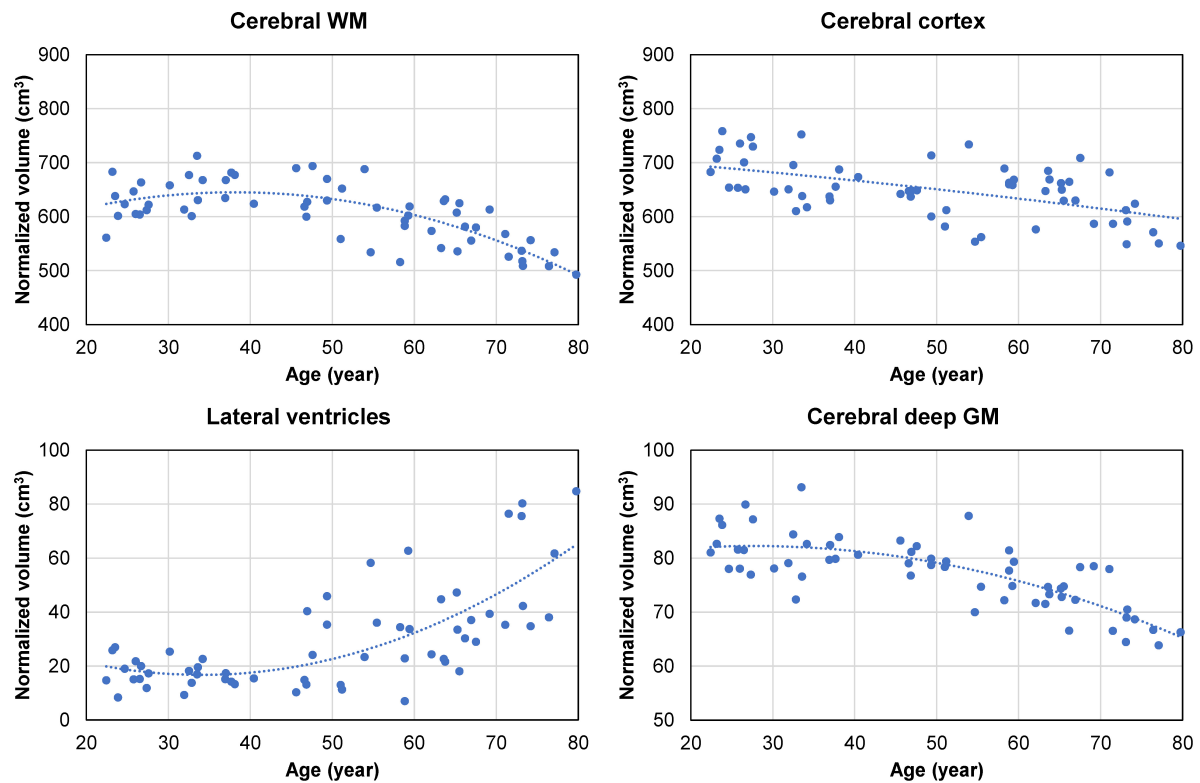 Cerebral WM
Normalized volume (cm³)
900
800
700
600
500
400
20 30 40 50 60 70 80
Age (year)
Cerebral cortex
Normalized volume (cm³)
900
800
700
600
500
400
20 30 40 50 60 70 80
Age (year)
Lateral ventricles
Normalized volume (cm³)
100
80
60
40
20
0
20 30 40 50 60 70 80
Age (year)
Cerebral deep GM
Normalized volume (cm³)
100
90
80
70
60
50
20 30 40 50 60 70 80
Age (year)